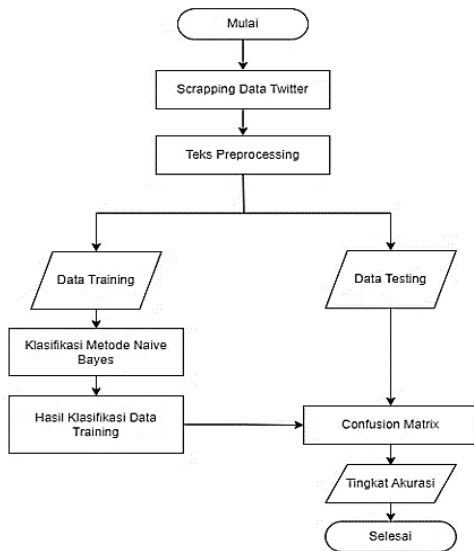 Mulai
Scrapping Data Twitter
Teks Preprocessing
Data Training
Data Testing
Klasifikasi Metode Naive
Bayes
Hasil Klasifikasi Data
Training
Confusion Matrix
Tingkat Akurasi
Selesai